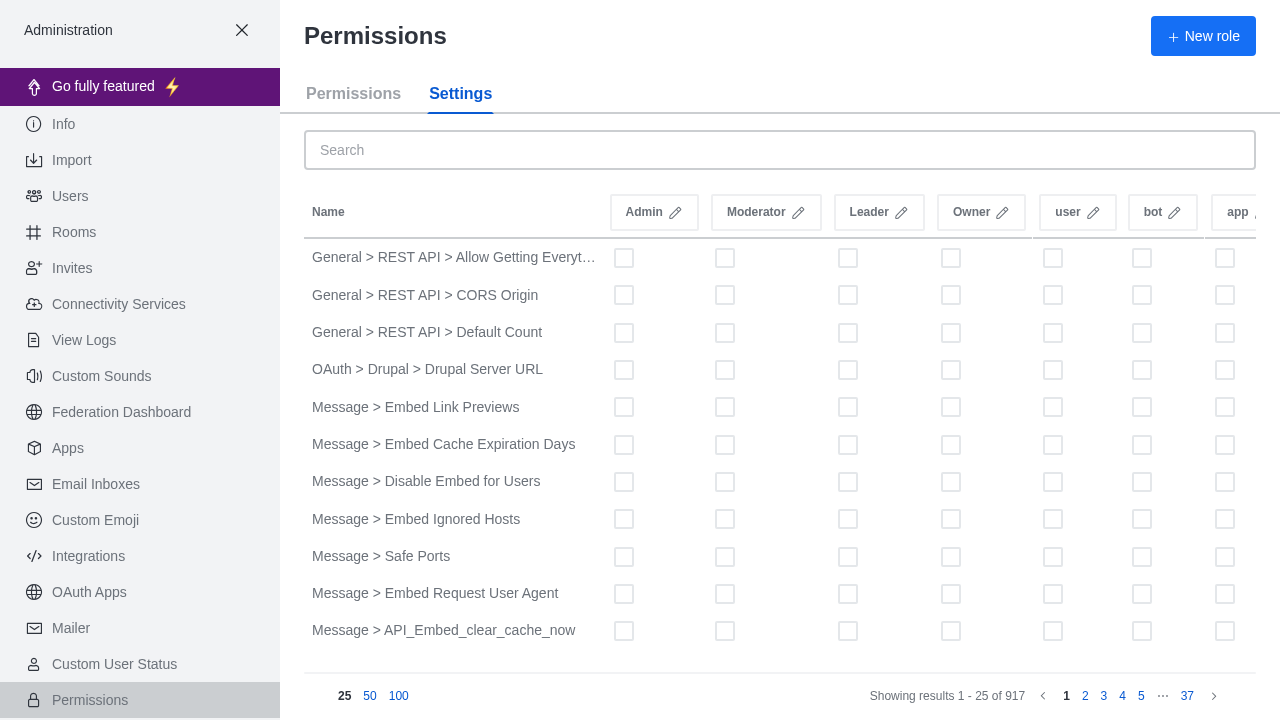 Administration
Go fully featured ⚡
Info
Import
Users
Rooms
Invites
Connectivity Services
View Logs
Custom Sounds
Federation Dashboard
Apps
Email Inboxes
Custom Emoji
Integrations
OAuth Apps
Mailer
Custom User Status
Permissions
Permissions
New role
Permissions Settings
Search
Name Admin Moderator Leader Owner user bot app
General > REST API > Allow Getting Everyt…
General > REST API > CORS Origin
General > REST API > Default Count
OAuth > Drupal > Drupal Server URL
Message > Embed Link Previews
Message > Embed Cache Expiration Days
Message > Disable Embed for Users
Message > Embed Ignored Hosts
Message > Safe Ports
Message > Embed Request User Agent
Message > API_Embed_clear_cache_now
25 50 100 Showing results 1 - 25 of 917 1 2 3 4 5 ··· 37